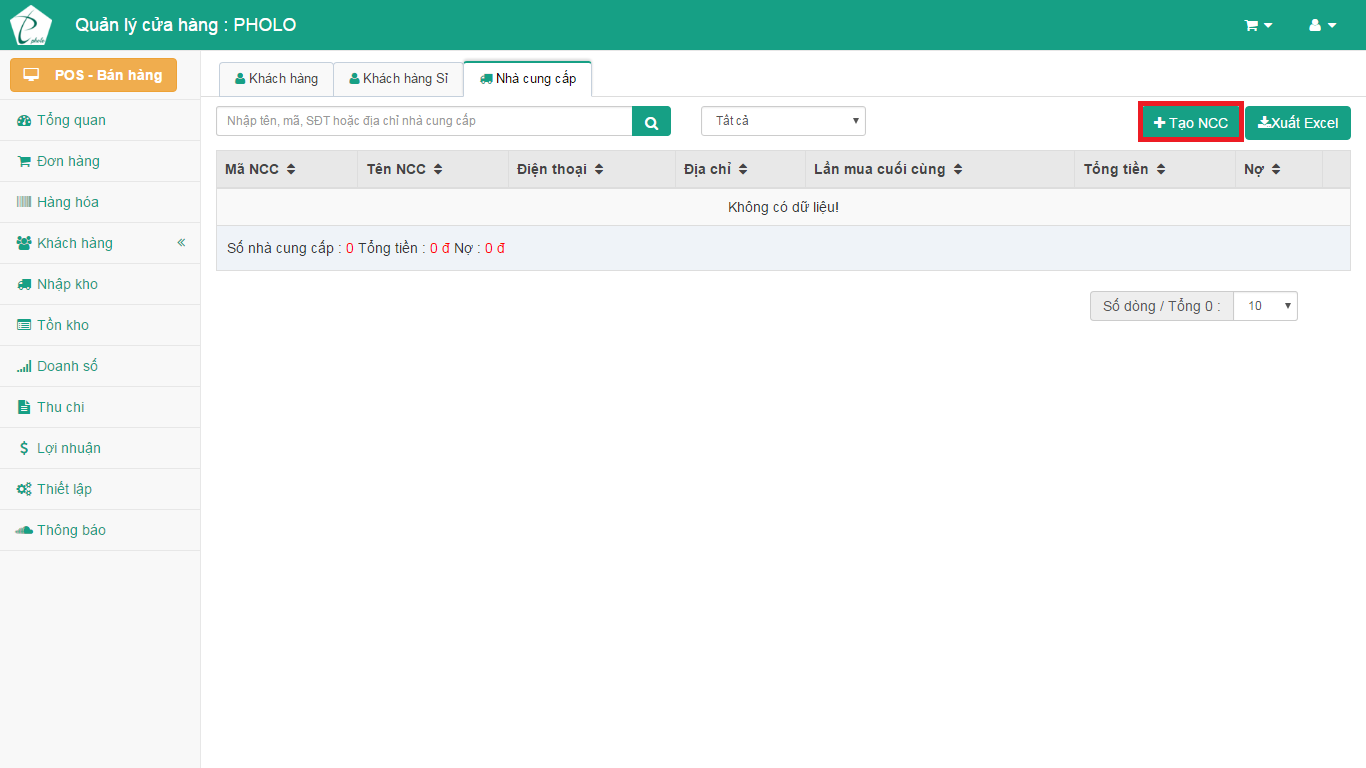 pholo
Quản lý cửa hàng : PHOLO
POS - Bán hàng
Tổng quan
Đơn hàng
Hàng hóa
Khách hàng
Nhập kho
Tồn kho
Doanh số
Thu chi
Lợi nhuận
Thiết lập
Thông báo
Khách hàng Khách hàng Sỉ Nhà cung cấp
Nhập tên, mã, SĐT hoặc địa chỉ nhà cung cấp Tất cả Tạo NCC Xuất Excel
Mã NCC Tên NCC Điện thoại Địa chỉ Lần mua cuối cùng Tổng tiền Nợ
Không có dữ liệu!
Số nhà cung cấp : 0 Tổng tiền : 0 đ Nợ : 0 đ
Số dòng / Tổng 0 : 10